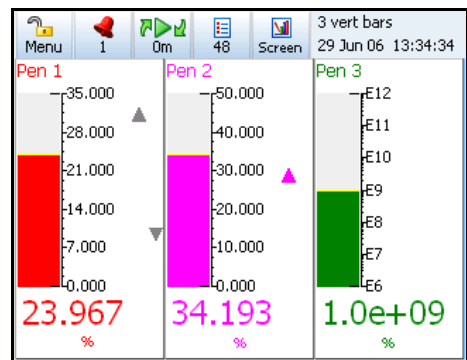 Menu 1 0m 48 Screen 3 vert bars
29 Jun 06 13:34:34
Pen 1 Pen 2 Pen 3
35.000 50.000 E12
28.000 40.000 E11
21.000 30.000 E10
14.000 20.000 E9
7.000 10.000 E8
0.000 0.000 E7
E6
23.967 34.193 1.0e+09
% % %